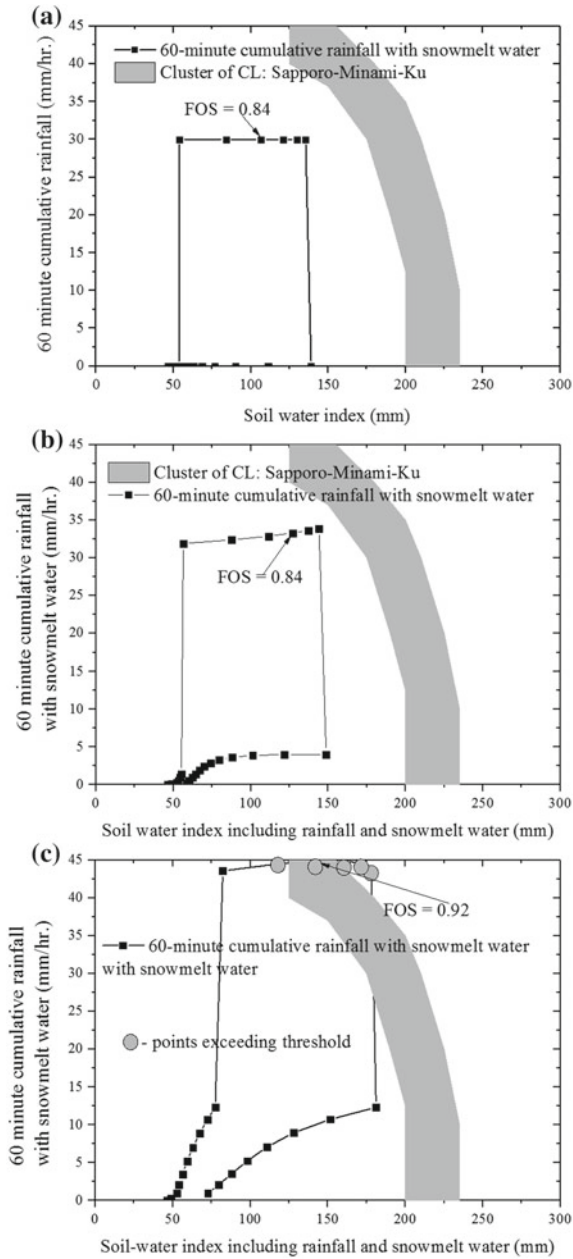 (a)
45
40
35
30
25
20
15
10
5
0
60 minute cumulative rainfall (mm/hr.)
60-minute cumulative rainfall with snowmelt water
Cluster of CL: Sapporo-Minami-Ku
FOS = 0.84
0 50 100 150 200 250 300
Soil water index (mm)
(b)
45
40
35
30
25
20
15
10
5
0
60 minute cumulative rainfall
with snowmelt water (mm/hr.)
Cluster of CL: Sapporo-Minami-Ku
60-minute cumulative rainfall with snowmelt water
FOS = 0.84
0 50 100 150 200 250 300
Soil water index including rainfall and snowmelt water (mm)
(c)
45
40
35
30
25
20
15
10
5
0
60 minute cumulative rainfall
with snowmelt water (mm/hr.)
FOS = 0.92
60-minute cumulative rainfall with snowmelt water
with snowmelt water
- points exceeding threshold
0 50 100 150 200 250 300
Soil-water index including rainfall and snowmelt water (mm)